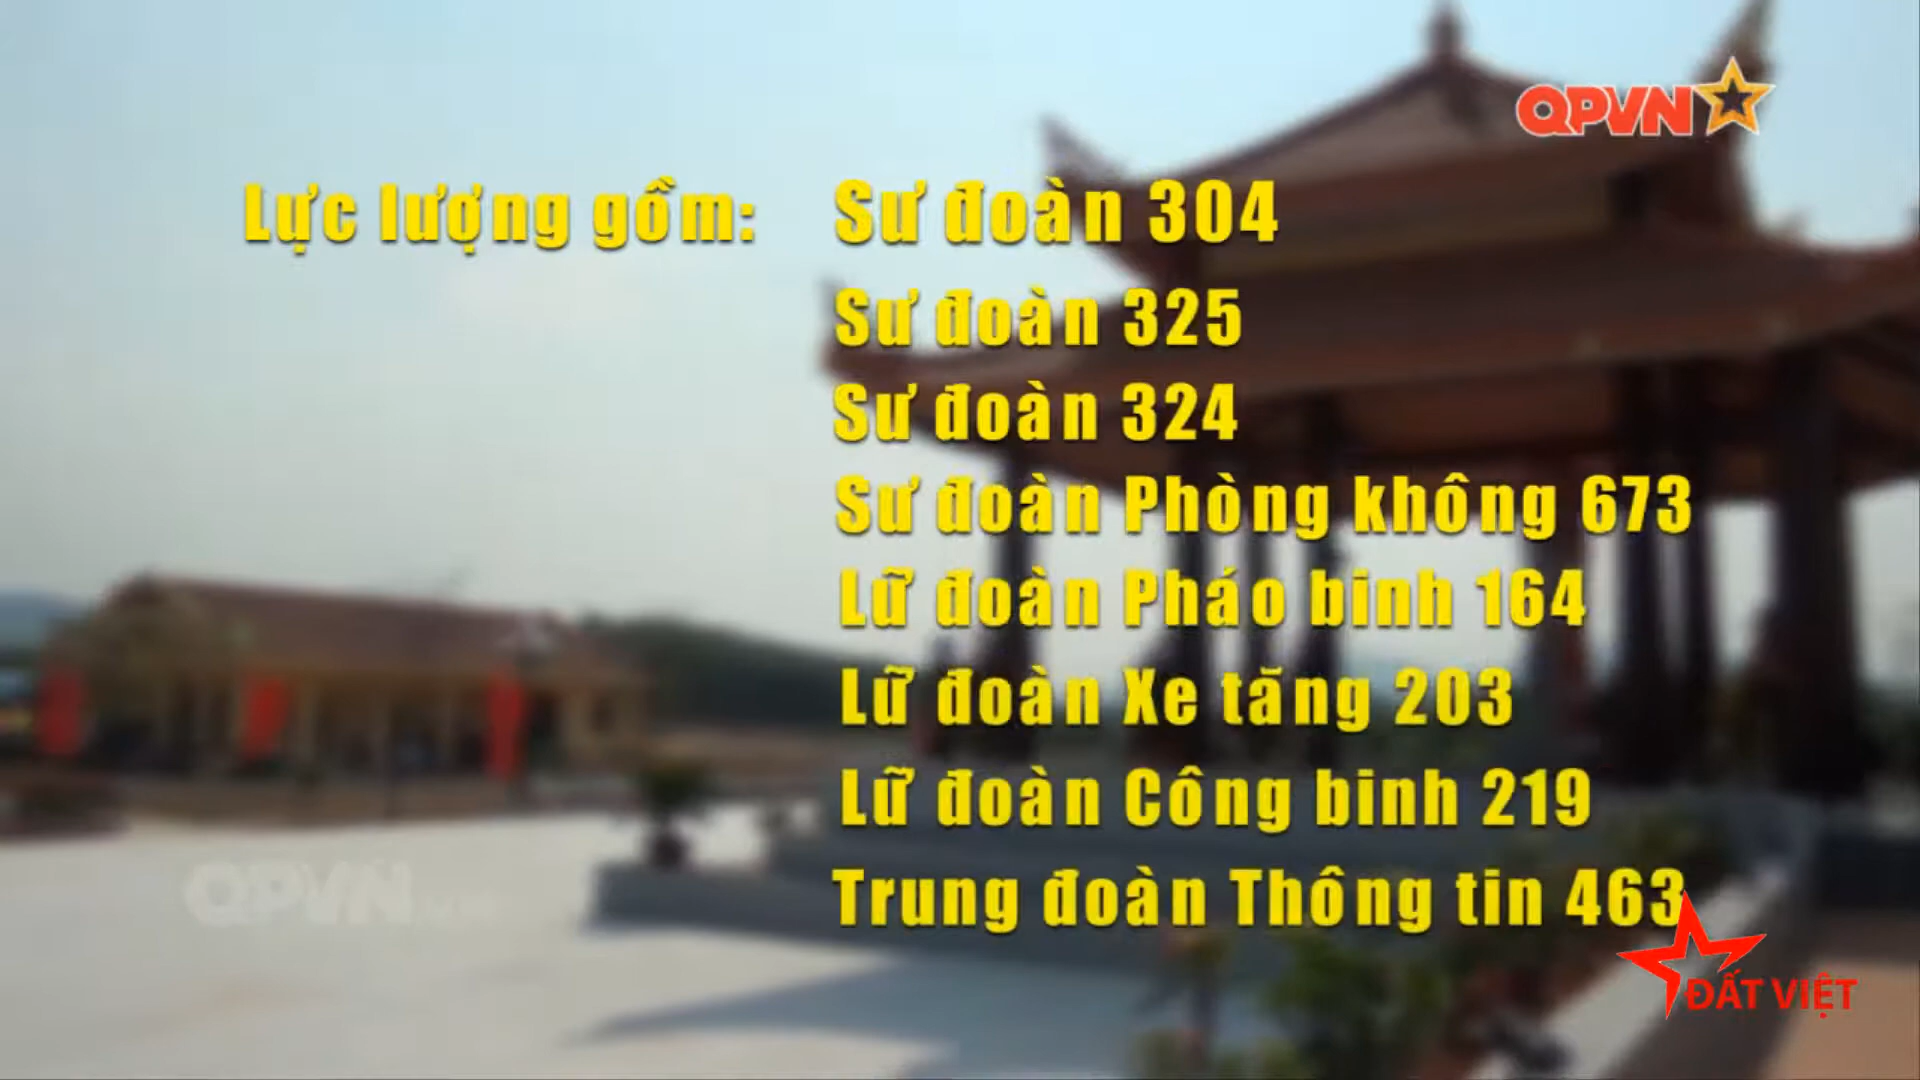 QPVN
Lực lượng gồm: Sư đoàn 304
Sư đoàn 325
Sư đoàn 324
Sư đoàn Phòng không 673
Lữ đoàn Pháo binh 164
Lữ đoàn Xe tăng 203
Lữ đoàn Công binh 219
Trung đoàn Thông tin 463
QPVN
ĐẤT VIỆT